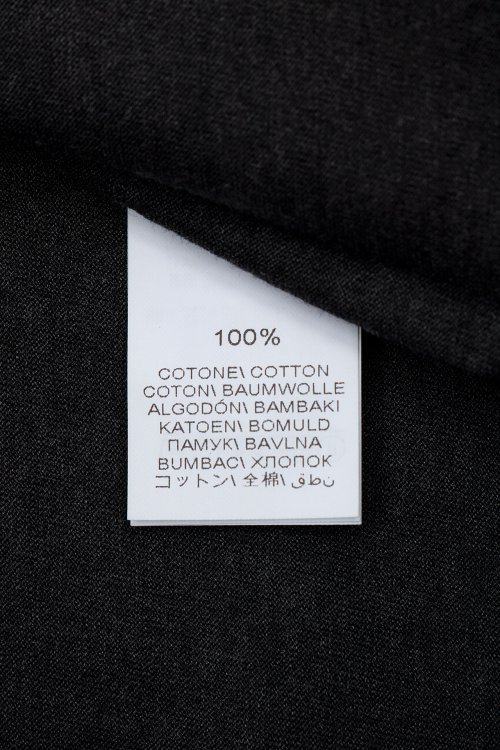 100%
COTONE\ COTTON
COTON\ BAUMWOLLE
ALGODÓN\ BAMBAKI
KATOEN\ BOMULD
ПАМУК\ BAVLNA
BUMBAC\ ХЛОПОК
コットン\ 全棉\ نطق